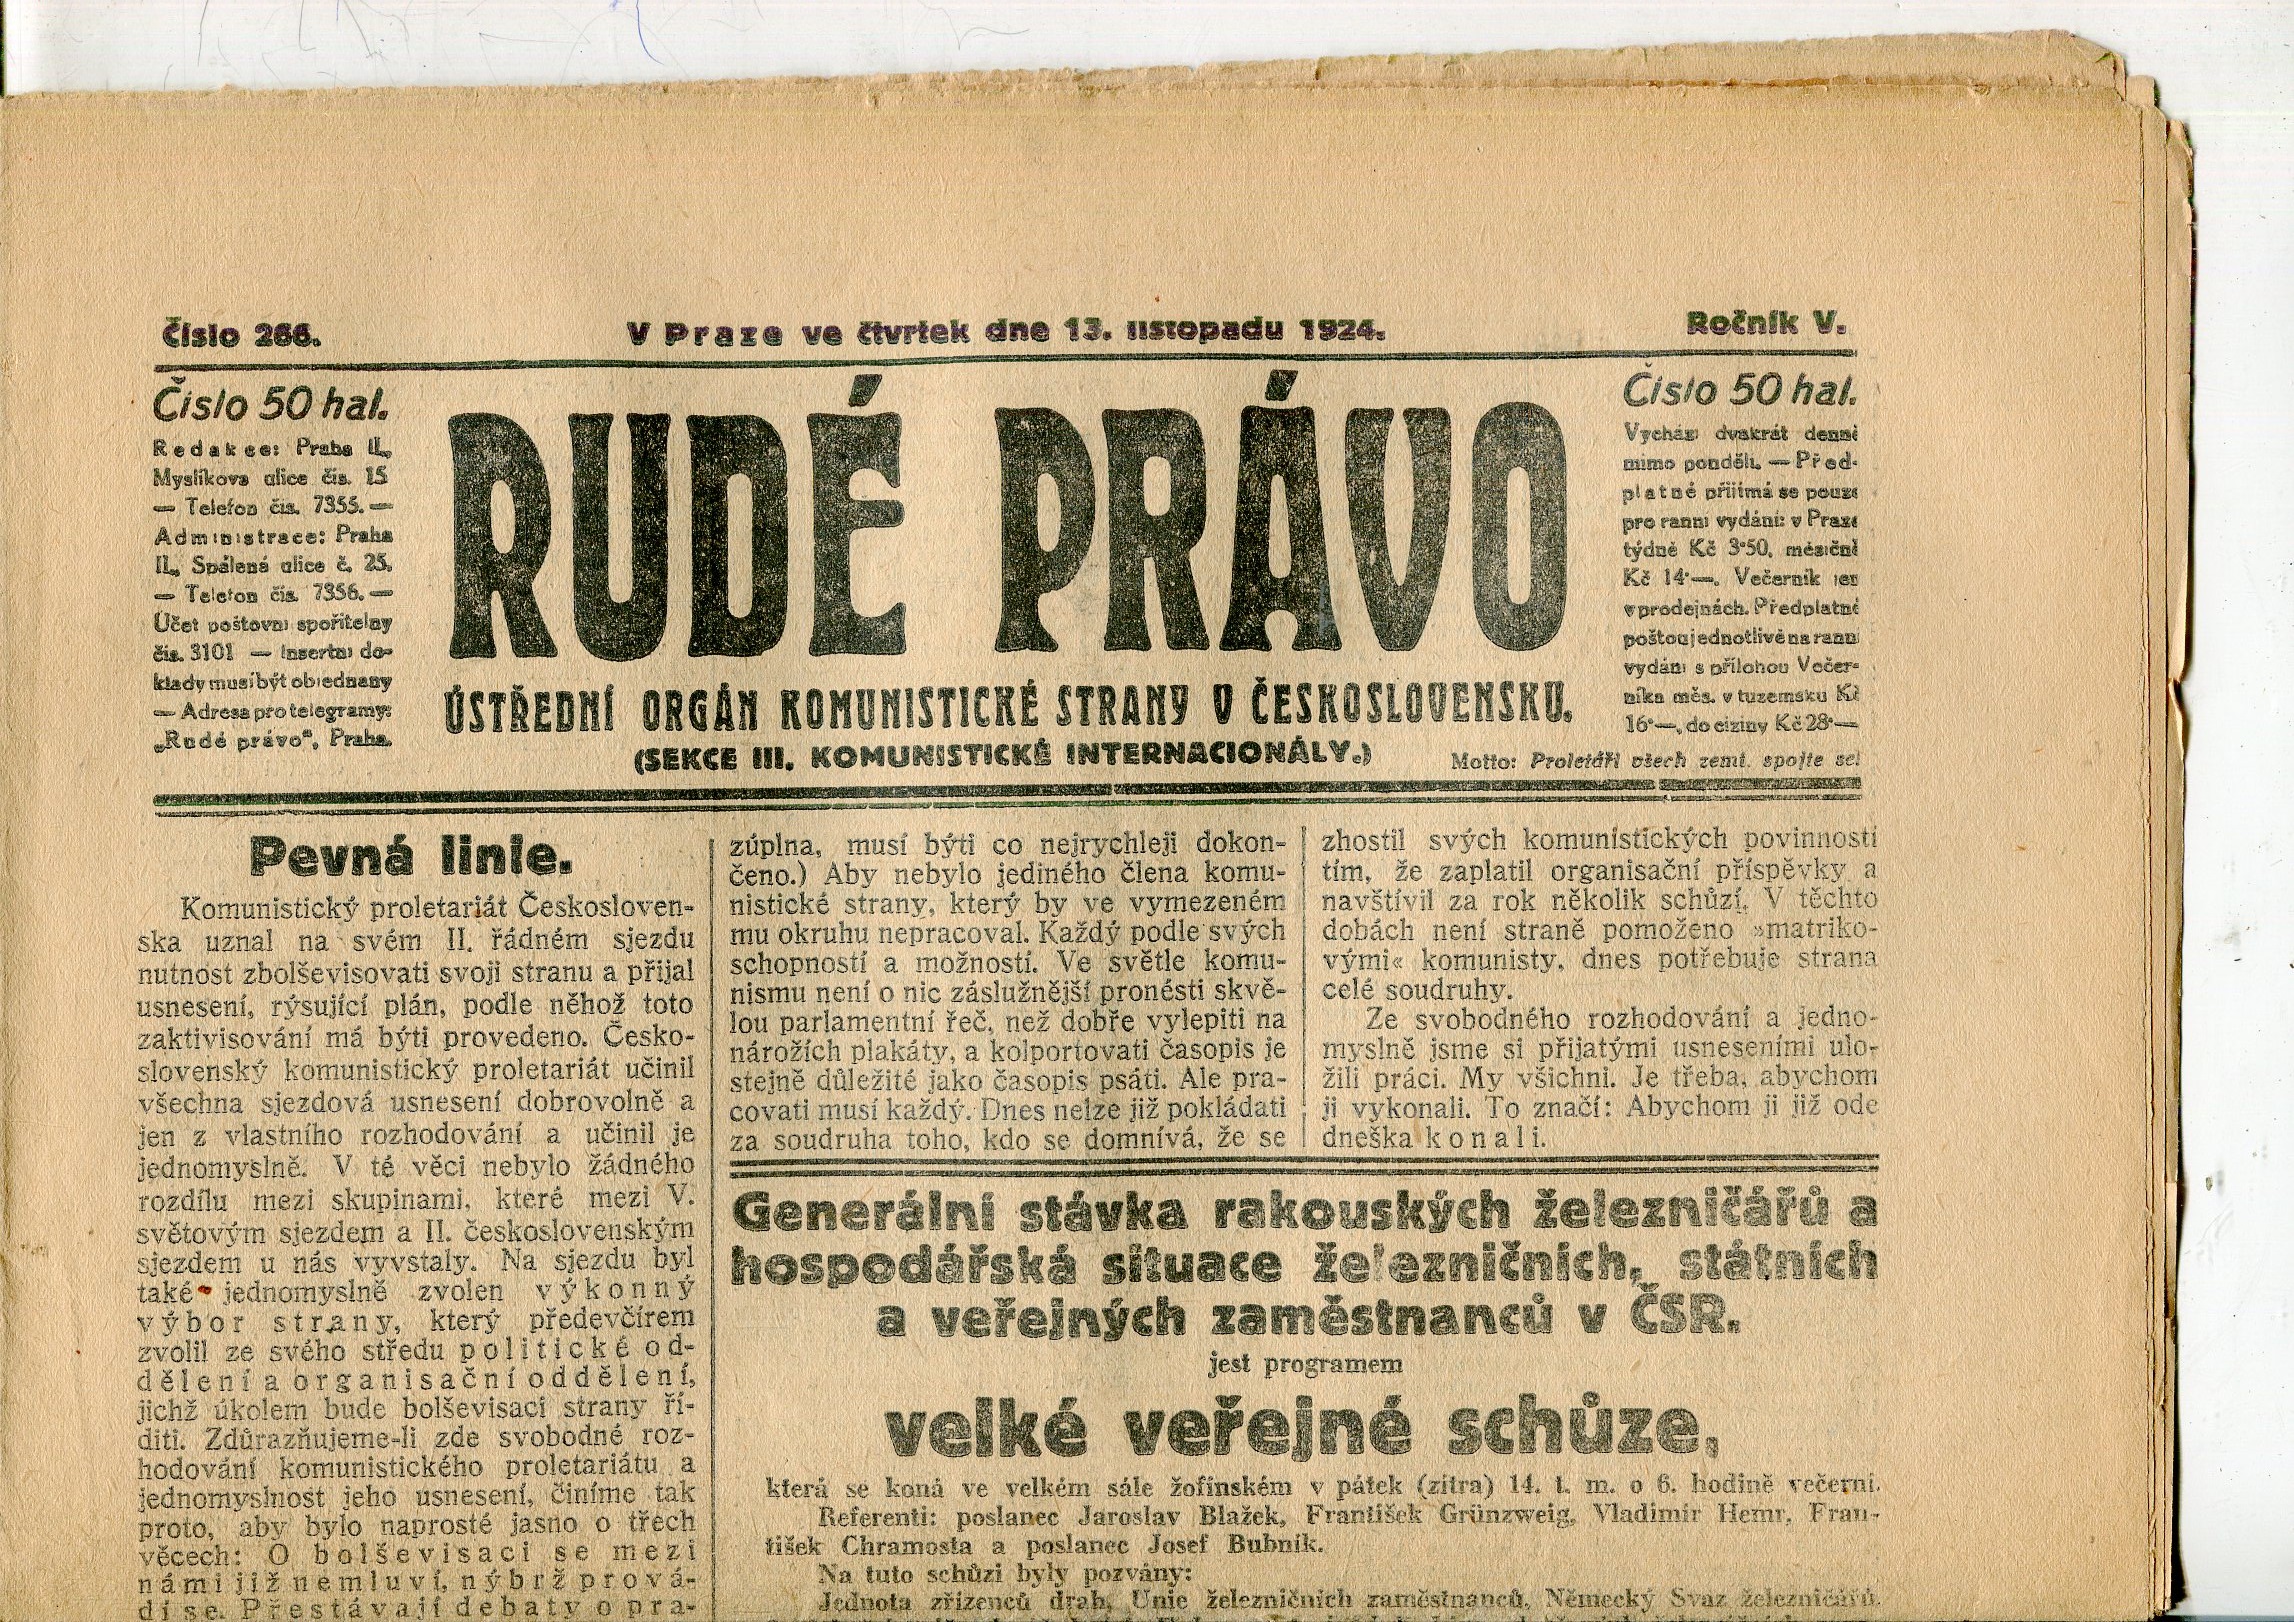 Číslo 266.
V Praze ve čtvrtek dne 13. listopadu 1924.
Ročník V.
Číslo 50 hal.
Redakce: Praha II.,
Myslíkova ulice čís. 15
— Telefon čís. 7355. —
Administrace: Praha
II., Spálená ulice č. 25.
— Telefon čís. 7356. —
Účet poštovní spořitelny
čís. 3101 — Insertní do-
klady musí být objednány
— Adresa pro telegramy:
„Rudé právo“, Praha.
RUDÉ PRÁVO
ÚSTŘEDNÍ ORGÁN KOMUNISTICKÉ STRANY V ČESKOSLOVENSKU.
(SEKCE III. KOMUNISTICKÉ INTERNACIONÁLY.)
Motto: Proletáři všech zemí, spojte se!
Číslo 50 hal.
Vychází dvakrát denně
mimo pondělí. — Před-
platné přijímá se pouze
pro ranní vydání: v Praze
týdně Kč 3·50, měsíčně
Kč 14·—. Večerník jen
v prodejnách. Předplatné
poštou jednotlivě na ranní
vydání s přílohou Večer-
níka měs. v tuzemsku Kč
16·—, do ciziny Kč 28·—
Pevná linie.
Komunistický proletariát Českosloven-
ska uznal na svém II. řádném sjezdu
nutnost zbolševisovati svoji stranu a přijal
usnesení, rýsující plán, podle něhož toto
zaktivisování má býti provedeno. Česko-
slovenský komunistický proletariát učinil
všechna sjezdová usnesení dobrovolně a
jen z vlastního rozhodování a učinil je
jednomyslně. V té věci nebylo žádného
rozdílu mezi skupinami, které mezi V.
světovým sjezdem a II. československým
sjezdem u nás vyvstaly. Na sjezdu byl
také jednomyslně zvolen výkonný
výbor strany, který předevčírem
zvolil ze svého středu politické od-
dělení a organisační oddělení,
jichž úkolem bude bolševisaci strany ří-
diti. Zdůrazňujeme-li zde svobodné roz-
hodování komunistického proletariátu a
jednomyslnost jeho usnesení, činíme tak
proto, aby bylo naprosté jasno o třech
věcech: O bolševisaci se mezi
námi již nemluví, nýbrž prová-
dí se. Přestávají debaty o pra-
zúplna, musí býti co nejrychleji dokon-
čeno.) Aby nebylo jediného člena komu-
nistické strany, který by ve vymezeném
mu okruhu nepracoval. Každý podle svých
schopností a možností. Ve světle komu-
nismu není o nic záslužnější pronésti skvě-
lou parlamentní řeč, než dobře vylepiti na
nárožích plakáty, a kolportovati časopis je
stejně důležité jako časopis psáti. Ale pra-
covati musí každý. Dnes nelze již pokládati
za soudruha toho, kdo se domnívá, že se
zhostil svých komunistických povinností
tím, že zaplatil organisační příspěvky a
navštívil za rok několik schůzí. V těchto
dobách není straně pomoženo »matriko-
vými« komunisty, dnes potřebuje strana
celé soudruhy.
Ze svobodného rozhodování a jedno-
myslně jsme si přijatými usneseními ulo-
žili práci. My všichni. Je třeba, abychom
ji vykonali. To značí: Abychom ji již ode
dneška konali.
Generální stávka rakouských železničářů a
hospodářská situace železničních, státních
a veřejných zaměstnanců v ČSR.
jest programem
velké veřejné schůze,
která se koná ve velkém sále žofínském v pátek (zítra) 14. t. m. o 6. hodině večerní.
Referenti: poslanec Jaroslav Blažek, František Grünzweig, Vladimír Hemr, Fran-
tišek Chramosta a poslanec Josef Bubník.
Na tuto schůzi byly pozvány:
Jednota zřízenců drah, Unie železničních zaměstnanců, Německý Svaz železničářů,